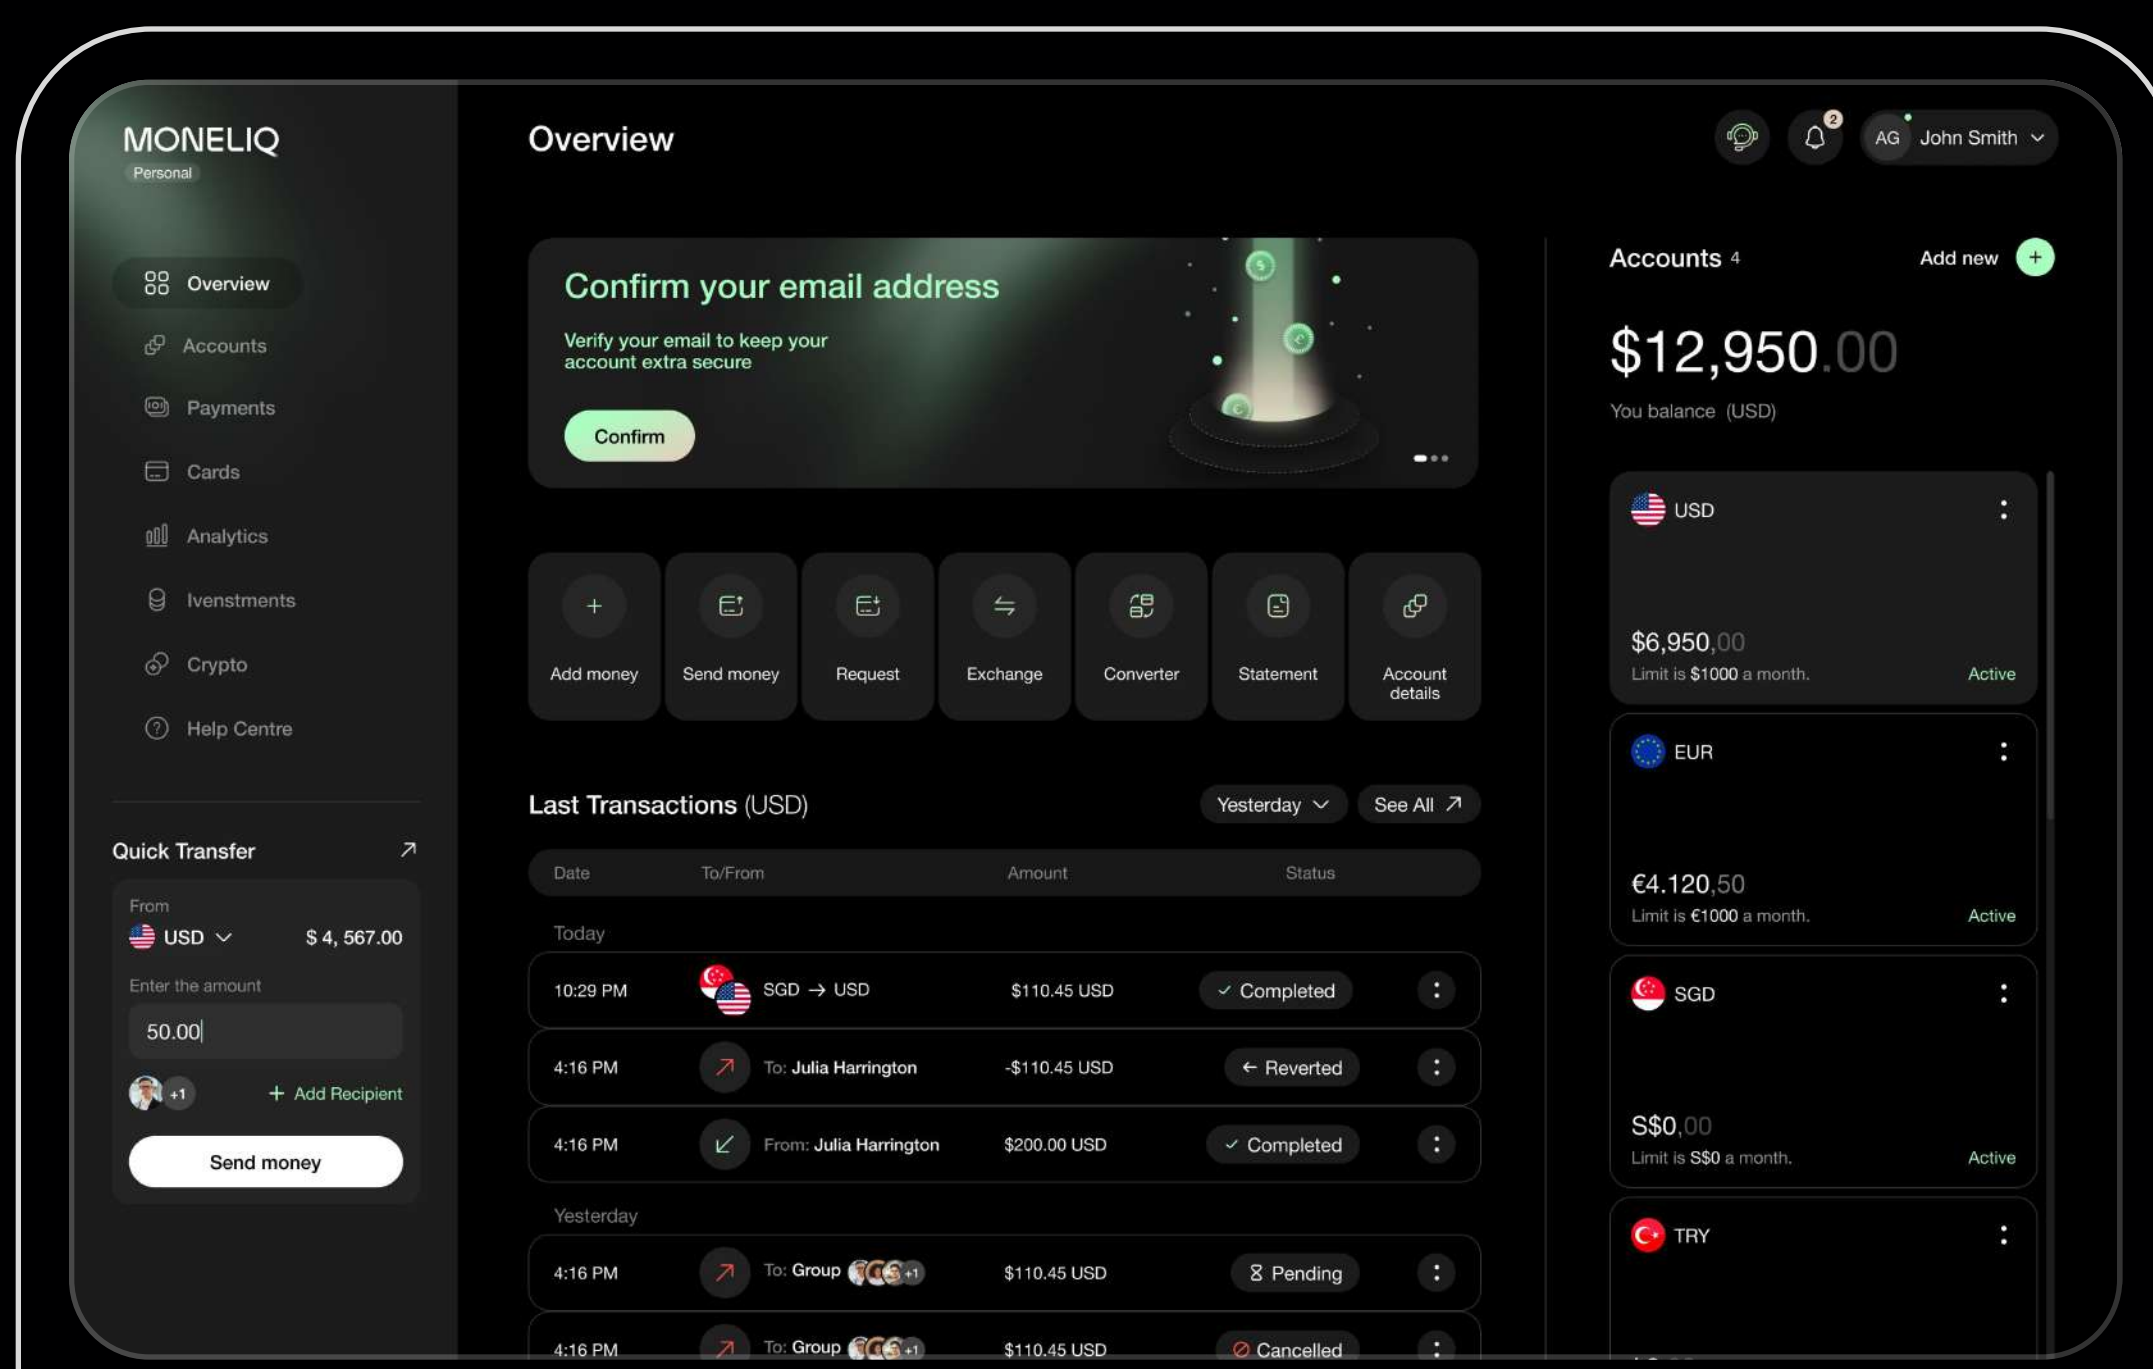 MONELIQ
Personal
Overview
Accounts
Payments
Cards
Analytics
Ivenstments
Crypto
Help Centre
Quick Transfer
From
USD $ 4, 567.00
Enter the amount
50.00
+1 + Add Recipient
Send money
Overview
2
AG John Smith
Confirm your email address
Verify your email to keep your
account extra secure
Confirm
Add money
Send money
Request
Exchange
Converter
Statement
Account
details
Last Transactions (USD)
Yesterday
See All
Date To/From Amount Status
Today
10:29 PM SGD → USD $110.45 USD Completed
4:16 PM To: Julia Harrington -$110.45 USD Reverted
4:16 PM From: Julia Harrington $200.00 USD Completed
Yesterday
4:16 PM To: Group +1 $110.45 USD Pending
4:16 PM To: Group +1 $110.45 USD Cancelled
Accounts 4 Add new +
$12,950.00
You balance (USD)
USD
$6,950,00
Limit is $1000 a month. Active
EUR
€4.120,50
Limit is €1000 a month. Active
SGD
S$0,00
Limit is S$0 a month. Active
TRY